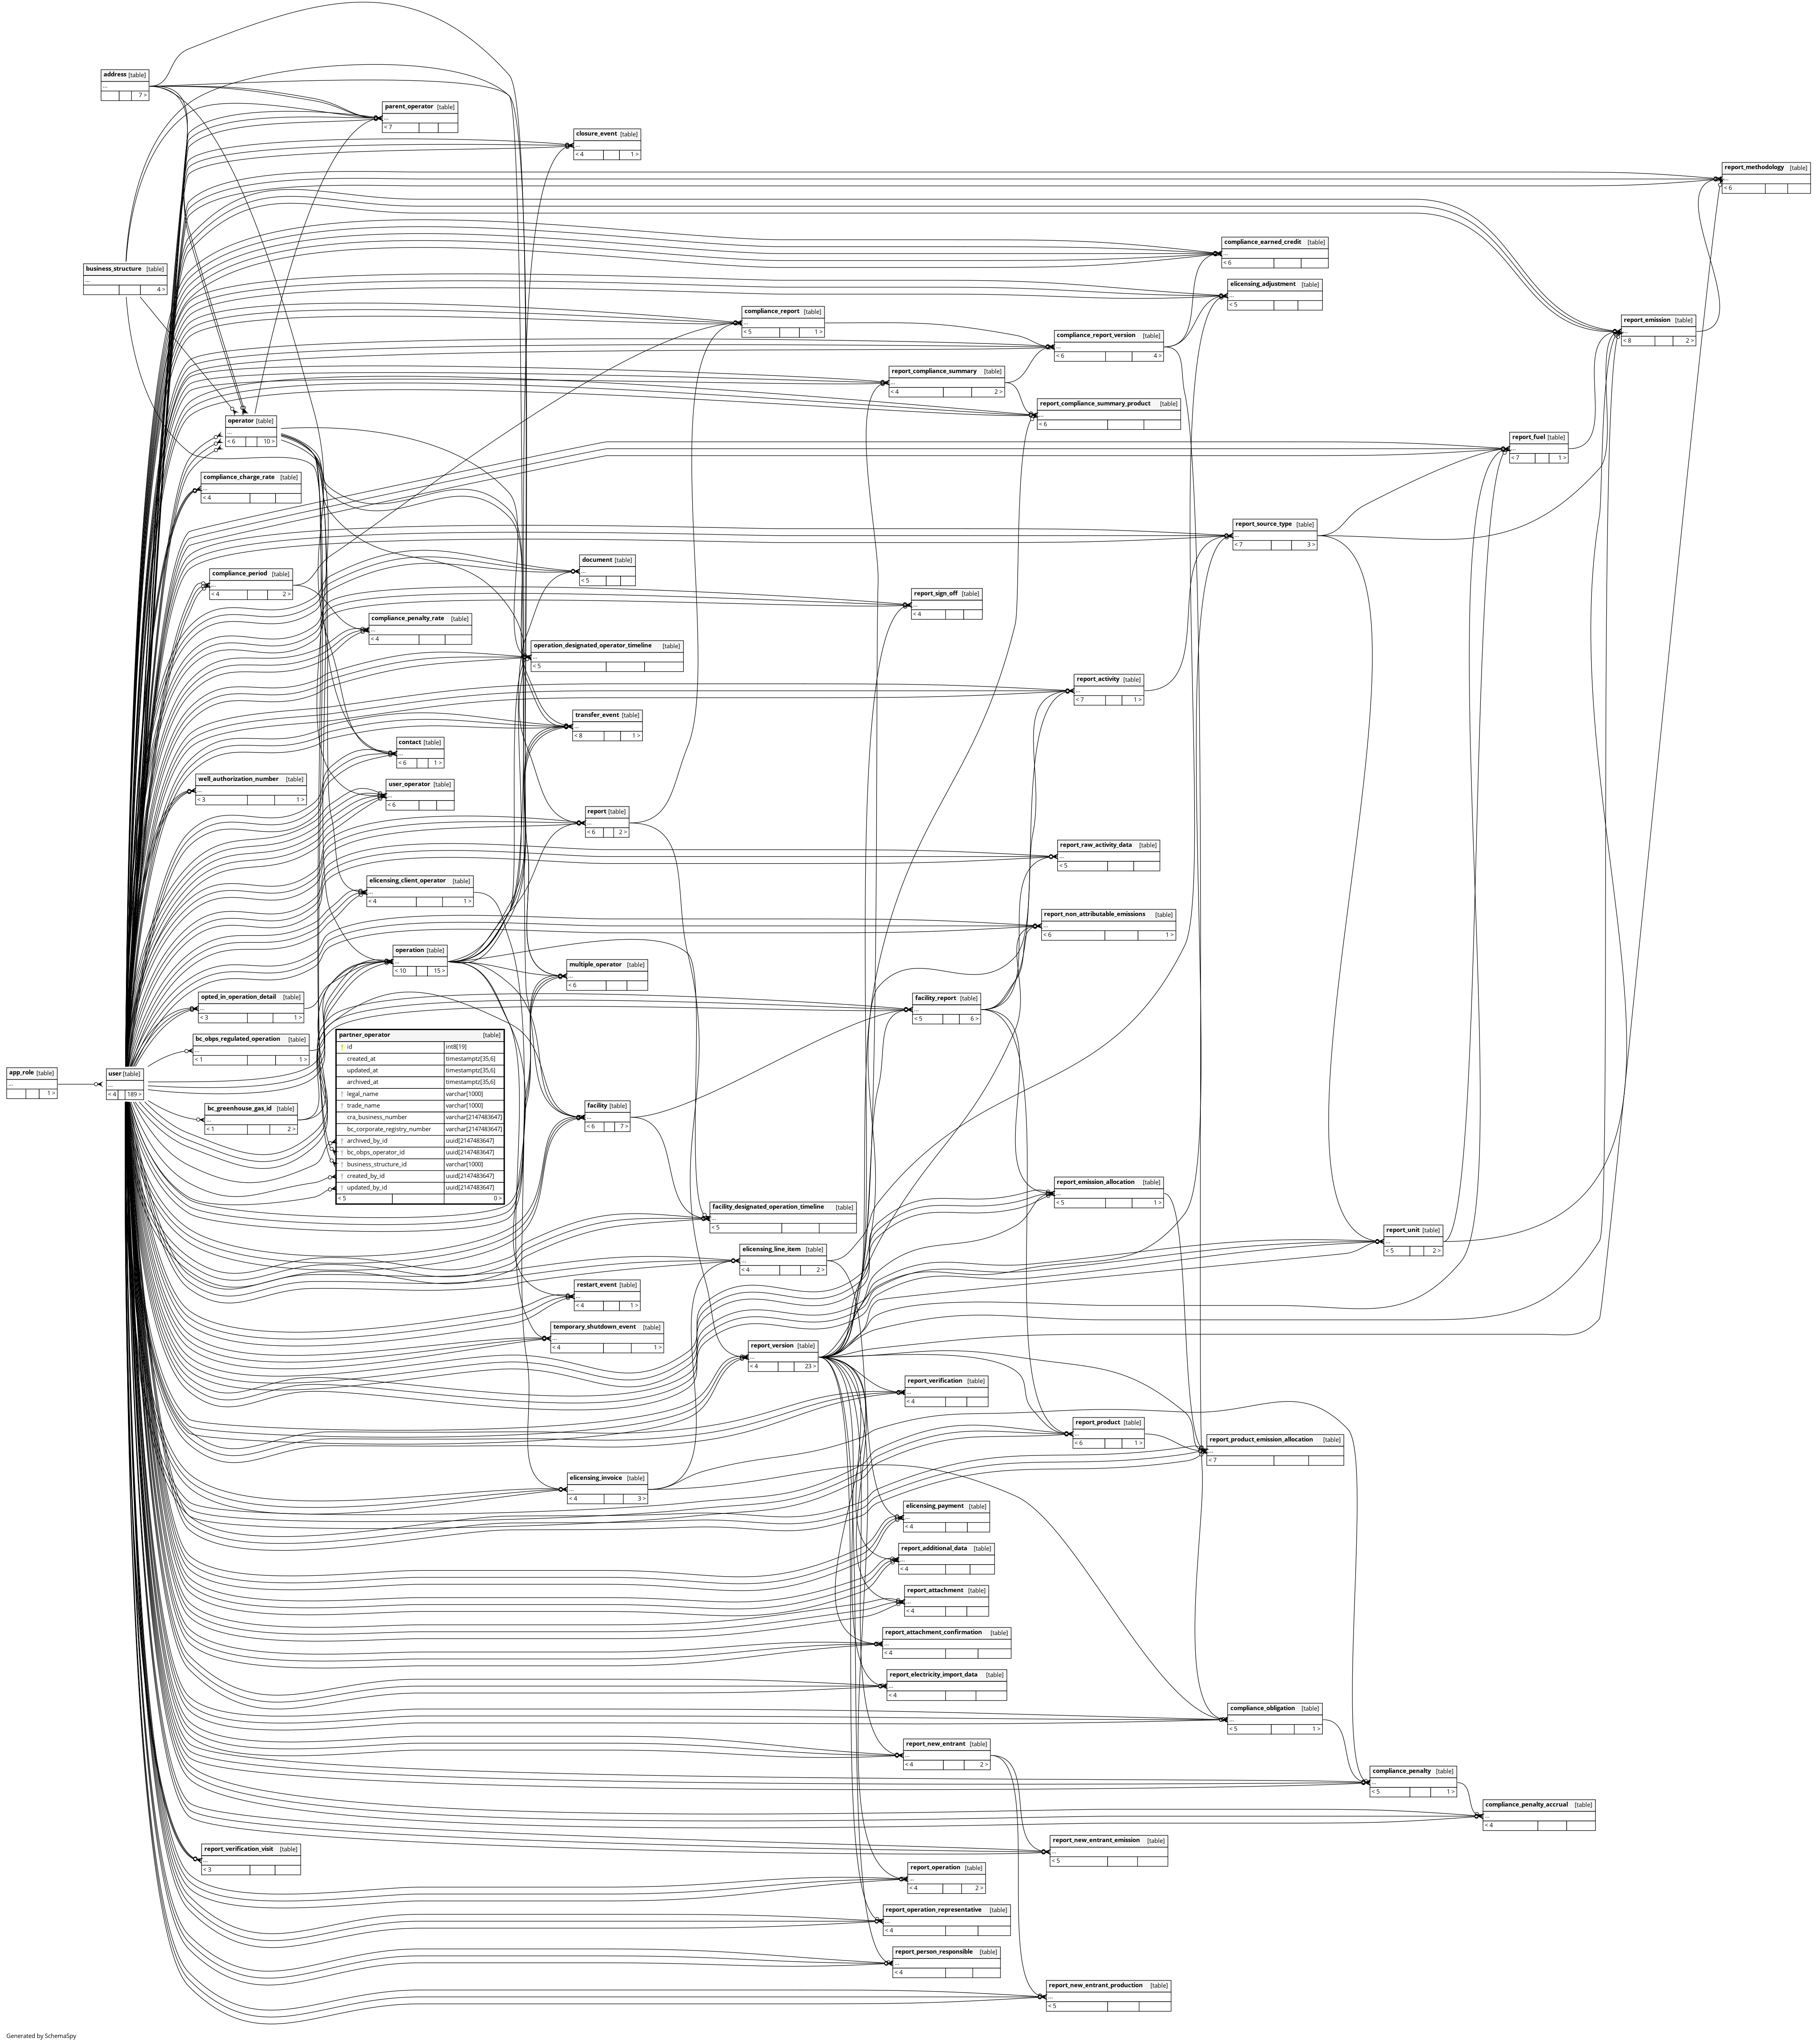 address [table]
...
7 >
parent_operator [table]
...
< 7
closure_event [table]
...
< 4 1 >
report_methodology [table]
...
< 6
compliance_earned_credit [table]
...
< 6
business_structure [table]
...
4 >
elicensing_adjustment [table]
...
< 5
compliance_report [table]
...
< 5 1 >
report_emission [table]
...
< 8 2 >
compliance_report_version [table]
...
< 6 4 >
report_compliance_summary [table]
...
< 4 2 >
report_compliance_summary_product [table]
...
< 6
operator [table]
...
< 6 10 >
report_fuel [table]
...
< 7 1 >
compliance_charge_rate [table]
...
< 4
report_source_type [table]
...
< 7 3 >
document [table]
...
< 5
compliance_period [table]
...
< 4 2 >
report_sign_off [table]
...
< 4
compliance_penalty_rate [table]
...
< 4
operation_designated_operator_timeline [table]
...
< 5
report_activity [table]
...
< 7 1 >
transfer_event [table]
...
< 8 1 >
contact [table]
...
< 6 1 >
well_authorization_number [table]
...
< 3 1 >
user_operator [table]
...
< 6
report [table]
...
< 6 2 >
report_raw_activity_data [table]
...
< 5
elicensing_client_operator [table]
...
< 4 1 >
report_non_attributable_emissions [table]
...
< 6 1 >
operation [table]
...
< 10 15 >
multiple_operator [table]
...
< 6
opted_in_operation_detail [table]
...
< 3 1 >
facility_report [table]
...
< 5 6 >
bc_obps_regulated_operation [table]
...
< 1 1 >
partner_operator [table]
id int8[19]
created_at timestamptz[35,6]
updated_at timestamptz[35,6]
archived_at timestamptz[35,6]
legal_name varchar[1000]
trade_name varchar[1000]
cra_business_number varchar[2147483647]
bc_corporate_registry_number varchar[2147483647]
archived_by_id uuid[2147483647]
bc_obps_operator_id uuid[2147483647]
business_structure_id varchar[1000]
created_by_id uuid[2147483647]
updated_by_id uuid[2147483647]
< 5 0 >
app_role [table]
...
1 >
user [table]
...
< 4 189 >
bc_greenhouse_gas_id [table]
...
< 1 2 >
facility [table]
...
< 6 7 >
report_emission_allocation [table]
...
< 5 1 >
facility_designated_operation_timeline [table]
...
< 5
report_unit [table]
...
< 5 2 >
elicensing_line_item [table]
...
< 4 2 >
restart_event [table]
...
< 4 1 >
temporary_shutdown_event [table]
...
< 4 1 >
report_version [table]
...
< 4 23 >
report_verification [table]
...
< 4
report_product [table]
...
< 6 1 >
report_product_emission_allocation [table]
...
< 7
elicensing_invoice [table]
...
< 4 3 >
elicensing_payment [table]
...
< 4
report_additional_data [table]
...
< 4
report_attachment [table]
...
< 4
report_attachment_confirmation [table]
...
< 4
report_electricity_import_data [table]
...
< 4
compliance_obligation [table]
...
< 5 1 >
report_new_entrant [table]
...
< 4 2 >
compliance_penalty [table]
...
< 5 1 >
compliance_penalty_accrual [table]
...
< 4
report_new_entrant_emission [table]
...
< 5
report_verification_visit [table]
...
< 3
report_operation [table]
...
< 4 2 >
report_operation_representative [table]
...
< 4
report_person_responsible [table]
...
< 4
report_new_entrant_production [table]
...
< 5
Generated by SchemaSpy